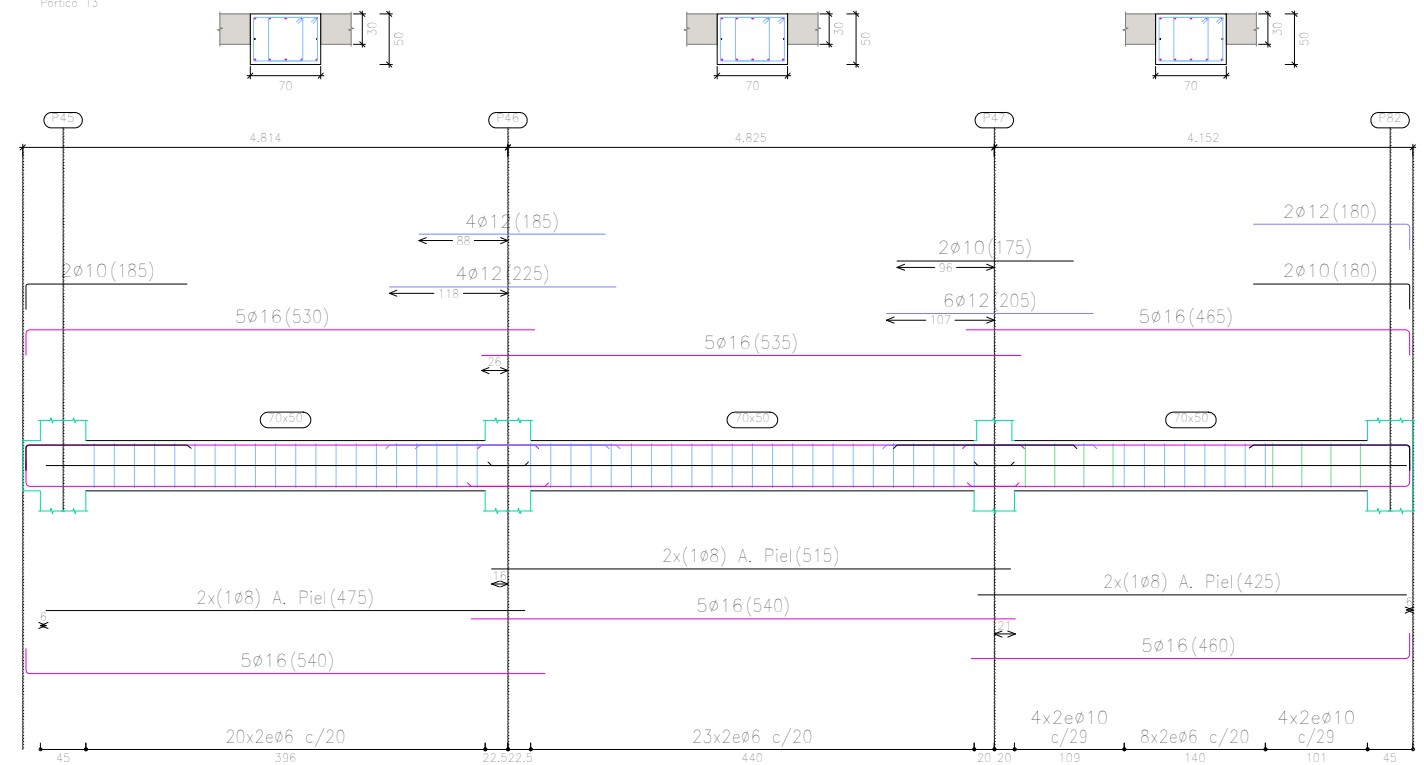 Portico 13
30
50
70
30
50
70
30
50
70
P45
P46
P47
P82
4.814
4.825
4.152
4ø12(185)
88
2ø12(180)
2ø10(185)
4ø12(225)
118
2ø10(175)
96
2ø10(180)
5ø16(530)
6ø12(205)
107
5ø16(465)
5ø16(535)
26
70x50
70x50
70x50
2x(1ø8) A. Piel(515)
16
2x(1ø8) A. Piel(475)
6
2x(1ø8) A. Piel(425)
5ø16(540)
21
5ø16(540)
5ø16(460)
20x2eø6 c/20
23x2eø6 c/20
4x2eø10
c/29
8x2eø6 c/20
4x2eø10
c/29
45
396
22.5
22.5
440
20
20
109
140
101
45